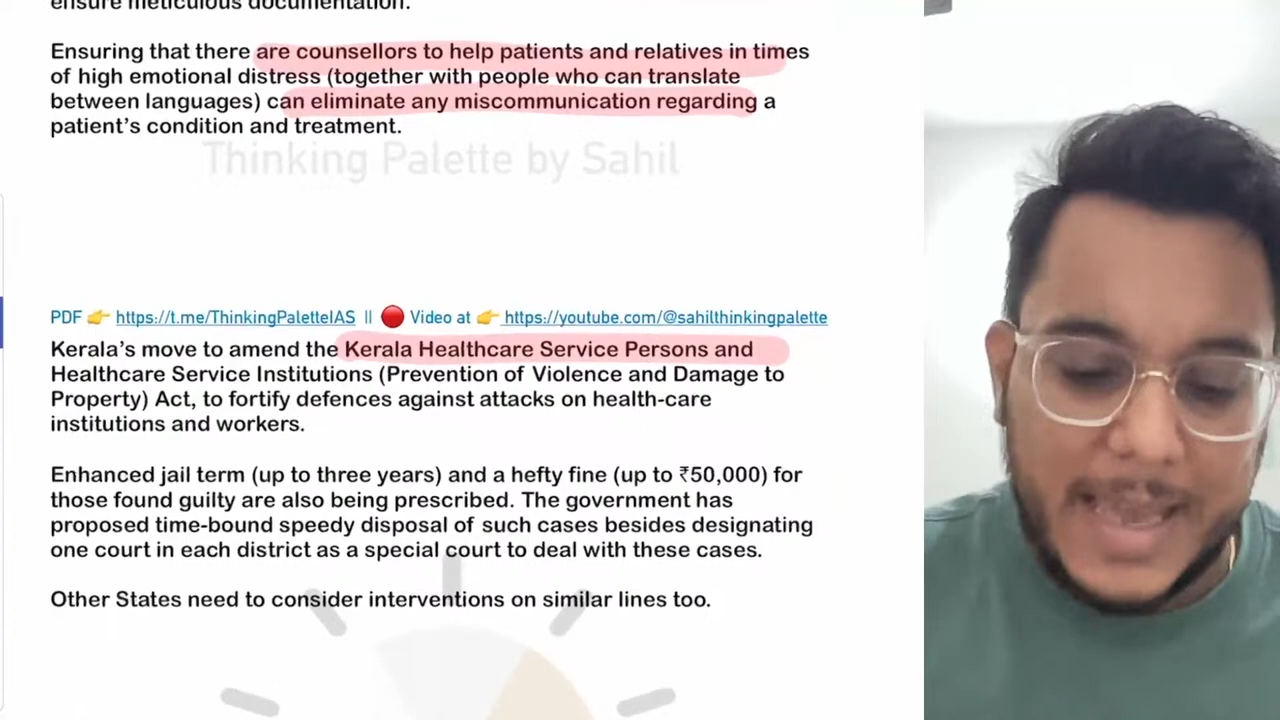 ensure meticulous documentation.
Ensuring that there are counsellors to help patients and relatives in times
of high emotional distress (together with people who can translate
between languages) can eliminate any miscommunication regarding a
patient's condition and treatment.
Thinking Palette by Sahil
PDF 👉 https://t.me/ThinkingPaletteIAS || 🔴 Video at 👉 https://youtube.com/@sahilthinkingpalette
Kerala's move to amend the Kerala Healthcare Service Persons and
Healthcare Service Institutions (Prevention of Violence and Damage to
Property) Act, to fortify defences against attacks on health-care
institutions and workers.
Enhanced jail term (up to three years) and a hefty fine (up to ₹50,000) for
those found guilty are also being prescribed. The government has
proposed time-bound speedy disposal of such cases besides designating
one court in each district as a special court to deal with these cases.
Other States need to consider interventions on similar lines too.